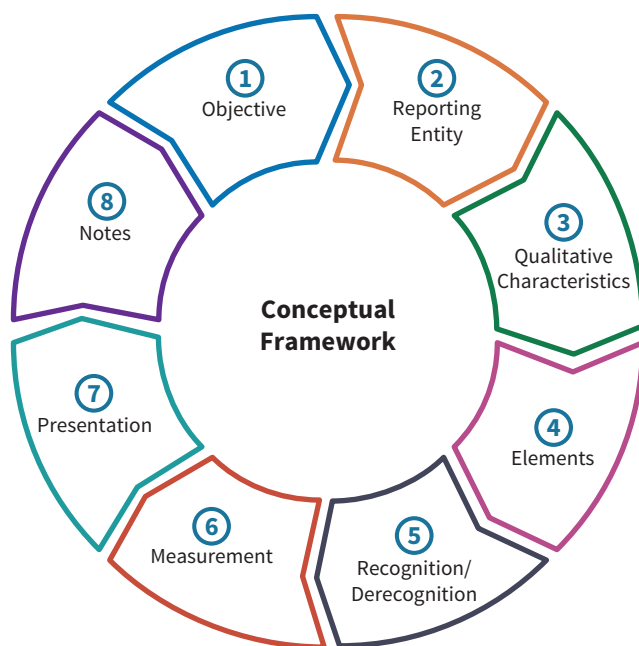 1
Objective
2
Reporting
Entity
3
Qualitative
Characteristics
4
Elements
5
Recognition/
Derecognition
6
Measurement
7
Presentation
8
Notes
Conceptual
Framework